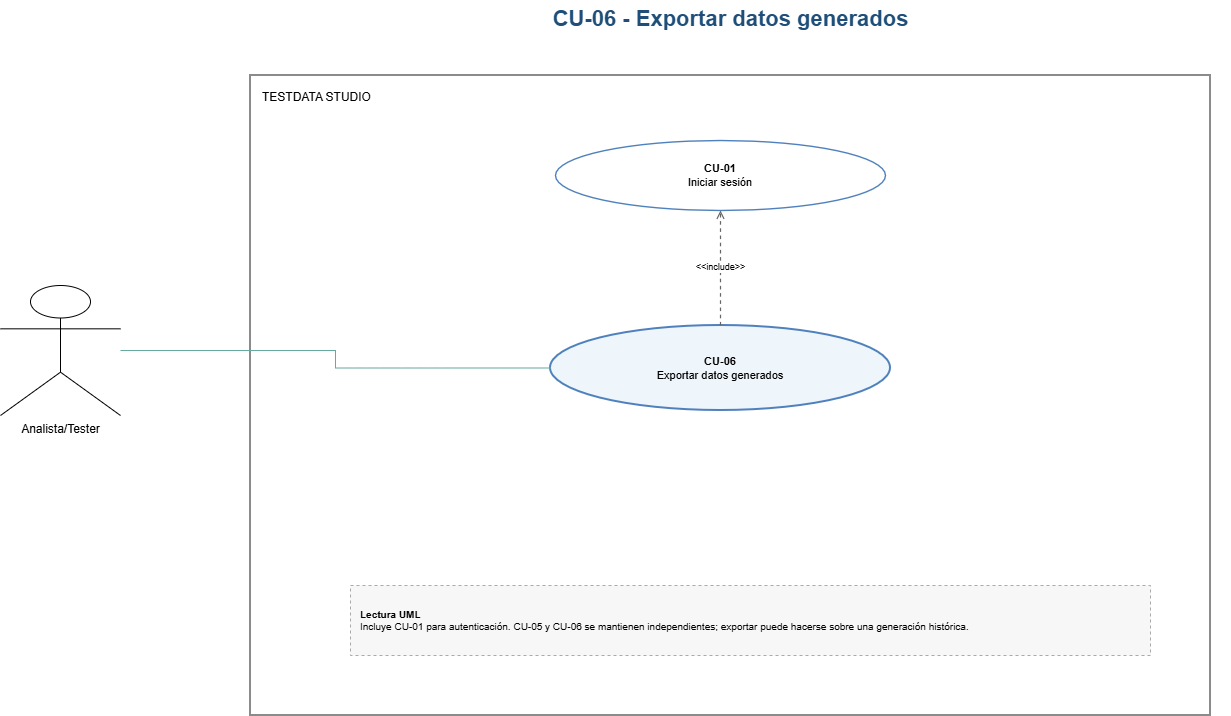 CU-06 - Exportar datos generados
TESTDATA STUDIO
CU-01
Iniciar sesión
<<include>>
CU-06
Exportar datos generados
Analista/Tester
Lectura UML
Incluye CU-01 para autenticación. CU-05 y CU-06 se mantienen independientes; exportar puede hacerse sobre una generación histórica.